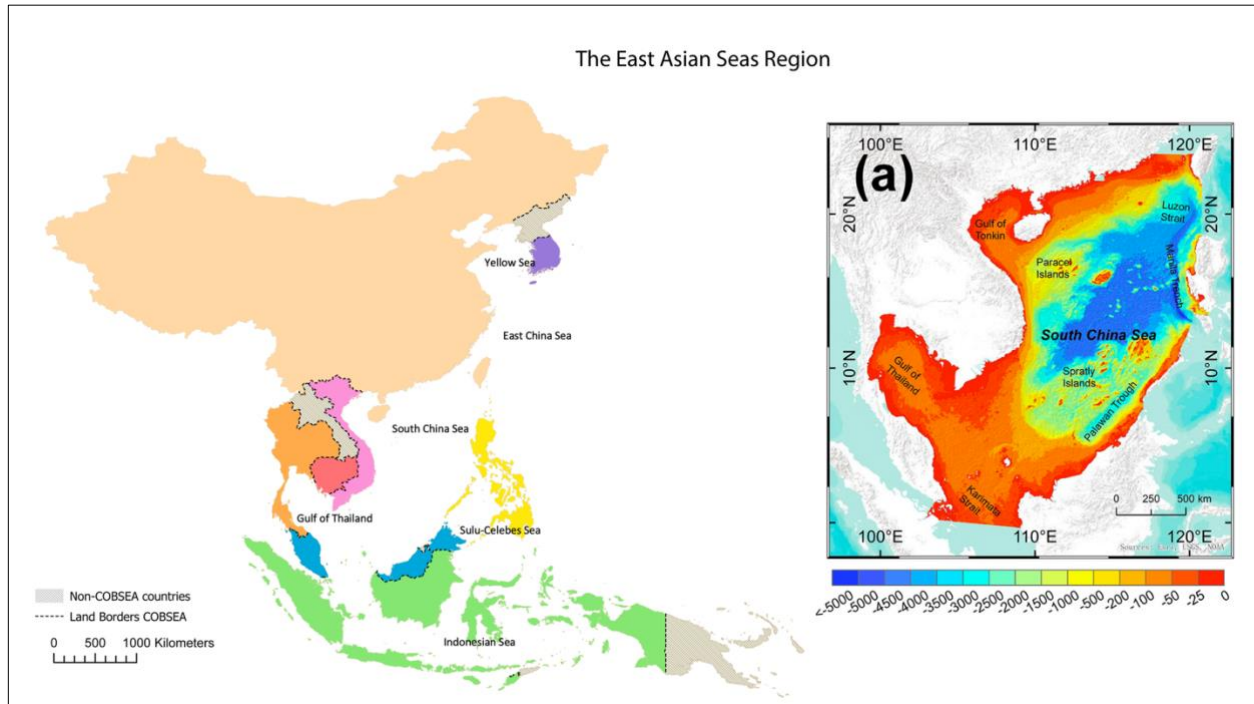 The East Asian Seas Region
Yellow Sea
East China Sea
South China Sea
Gulf of Thailand
Sulu-Celebes Sea
Indonesian Sea
Non-COBSEA countries
Land Borders COBSEA
0 500 1000 Kilometers
100°E 110°E 120°E
(a)
20°N
20°N
Luzon
Strait
Gulf of
Tonkin
Paracel
Islands
Manila Trench
South China Sea
10°N
10°N
Gulf of
Thailand
Spratly
Islands
Palawan Trough
Karimata
Strait
0 250 500 km
Sources: Esri, USGS, NOAA
100°E 110°E 120°E
<-5000 -5000 -4500 -4000 -3500 -3000 -2500 -2000 -1500 -1000 -500 -200 -100 -50 -25 0